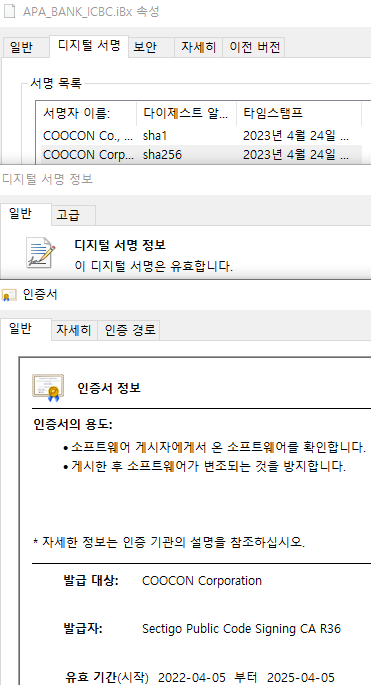 APA_BANK_ICBC.iBx 속성
일반 디지털 서명 보안 자세히 이전 버전
서명 목록
서명자 이름: 다이제스트 알... 타임스탬프
COOCON Co., ... sha1 2023년 4월 24일 ...
COOCON Corp... sha256 2023년 4월 24일 ...
디지털 서명 정보
일반 고급
디지털 서명 정보
이 디지털 서명은 유효합니다.
인증서
일반 자세히 인증 경로
인증서 정보
인증서의 용도:
• 소프트웨어 게시자에게서 온 소프트웨어를 확인합니다.
• 게시한 후 소프트웨어가 변조되는 것을 방지합니다.
* 자세한 정보는 인증 기관의 설명을 참조하십시오.
발급 대상: COOCON Corporation
발급자: Sectigo Public Code Signing CA R36
유효 기간(시작) 2022-04-05 부터 2025-04-05